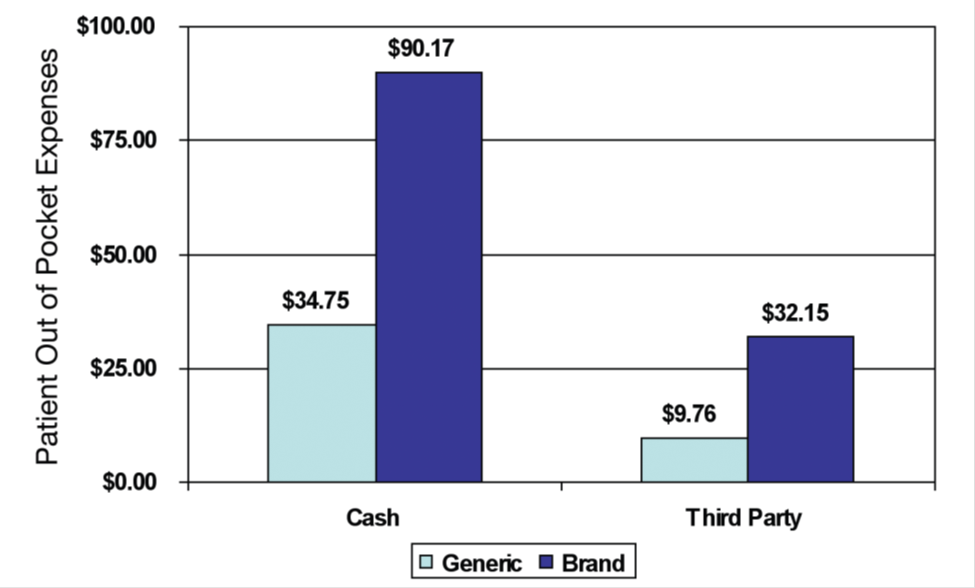 Patient Out of Pocket Expenses
$100.00
$75.00
$50.00
$25.00
$0.00
$34.75
$90.17
$9.76
$32.15
Cash
Third Party
Generic Brand